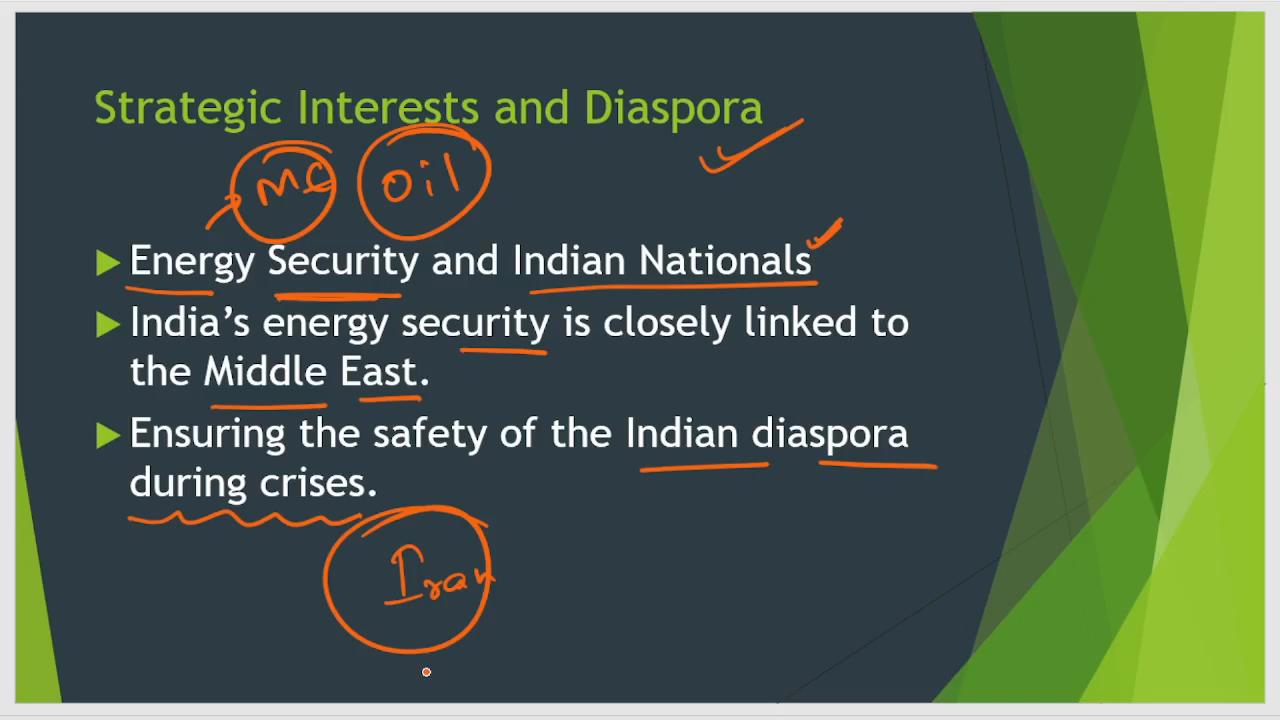 Strategic Interests and Diaspora
Oil
Energy Security and Indian Nationals
India's energy security is closely linked to
the Middle East.
Ensuring the safety of the Indian diaspora
during crises.
Iran